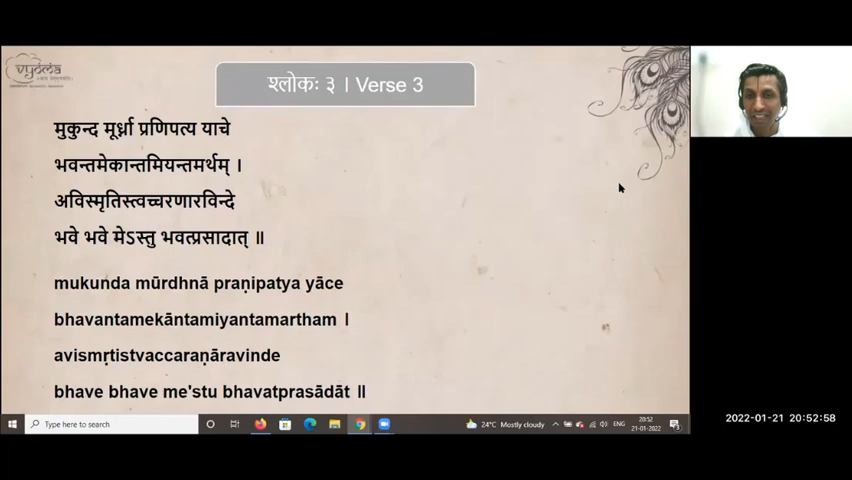 vyoma
श्लोकः ३ । Verse 3
मुकुन्द मूर्ध्ना प्रणिपत्य याचे
भवन्तमेकान्तमियन्तमर्थम् ।
अविस्मृतिस्त्वच्चरणारविन्दे
भवे भवे मेऽस्तु भवत्प्रसादात् ॥
mukunda mūrdhnā praṇipatya yāce
bhavantamekāntamiyantamartham ।
avismṛtistvaccaraṇāravinde
bhave bhave me'stu bhavatprasādāt ॥
Type here to search
24°C Mostly cloudy
ENG
20:52
21-01-2022
2022-01-21 20:52:58